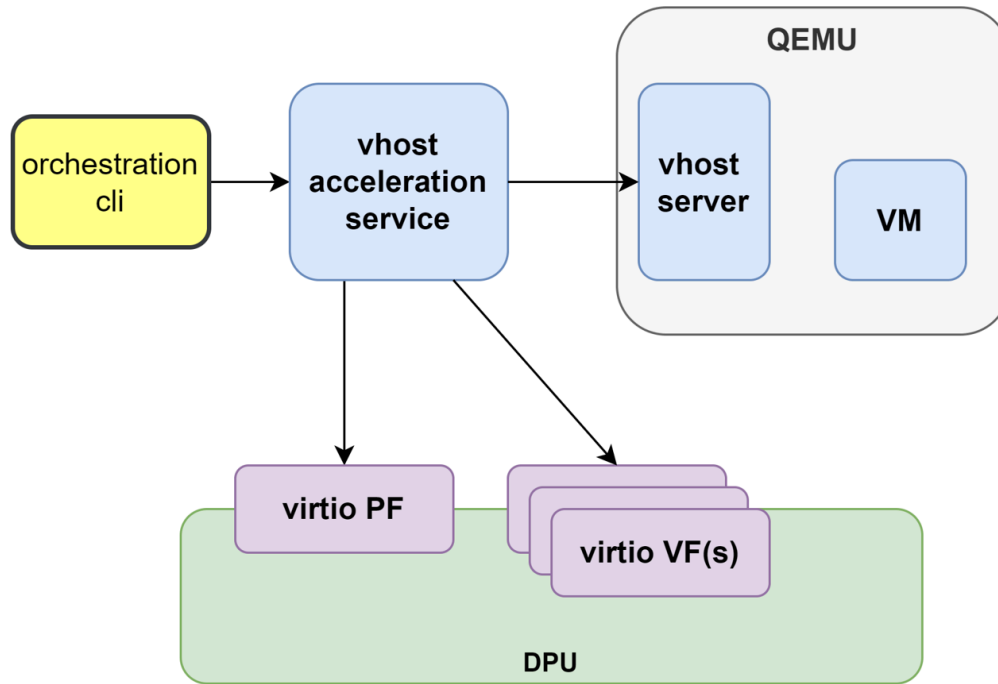 QEMU
orchestration
cli
vhost
acceleration
service
vhost
server
VM
virtio PF
virtio VF(s)
DPU